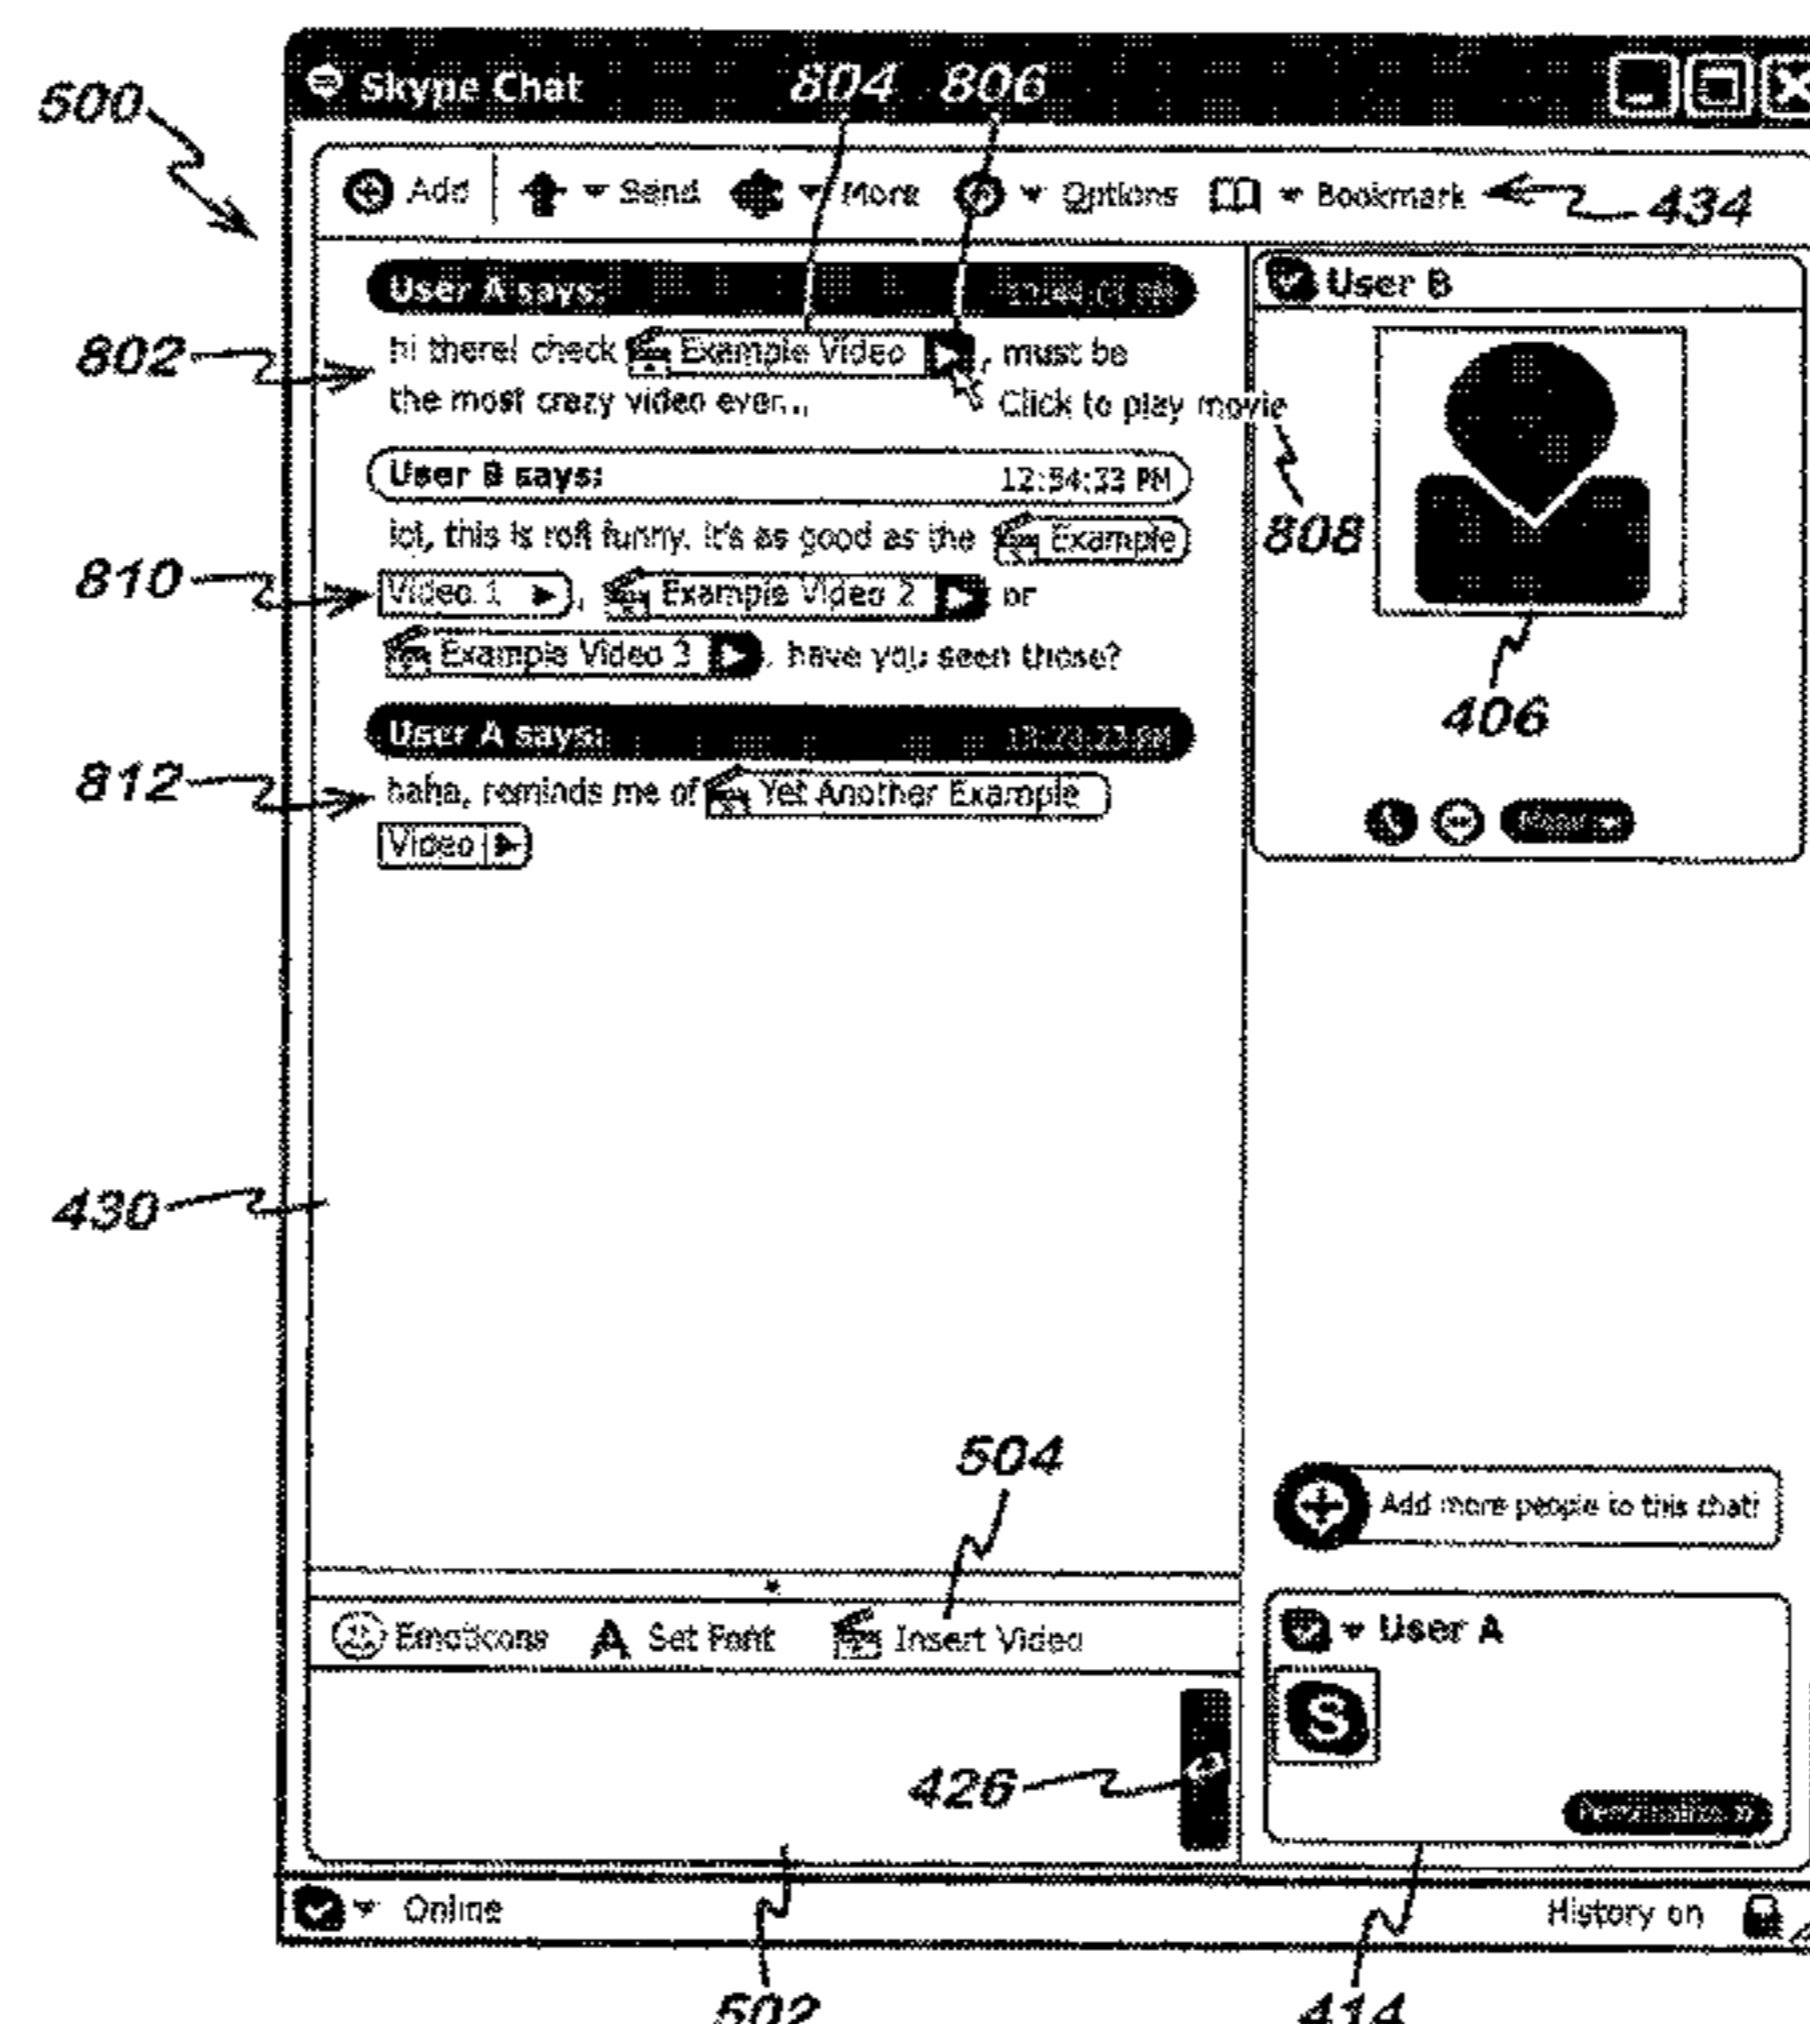 500
Skype Chat
804 806
Add Send More Options Bookmark 434
User A says:
User B
802 hi there! check Example Video , must be
the most crazy video ever...
Click to play movie
User B says: 12:54:33 PM
808
lol, this is rofl funny. it's as good as the Example
810 Video 1 , Example Video 2 or
Example Video 3 , have you seen those?
406
User A says:
812 haha, reminds me of Yet Another Example
Video
Menu
430
504
Add more people to this chat!
Emoticons A Set Font Insert Video
User A
S
426
Online
History on
502
414